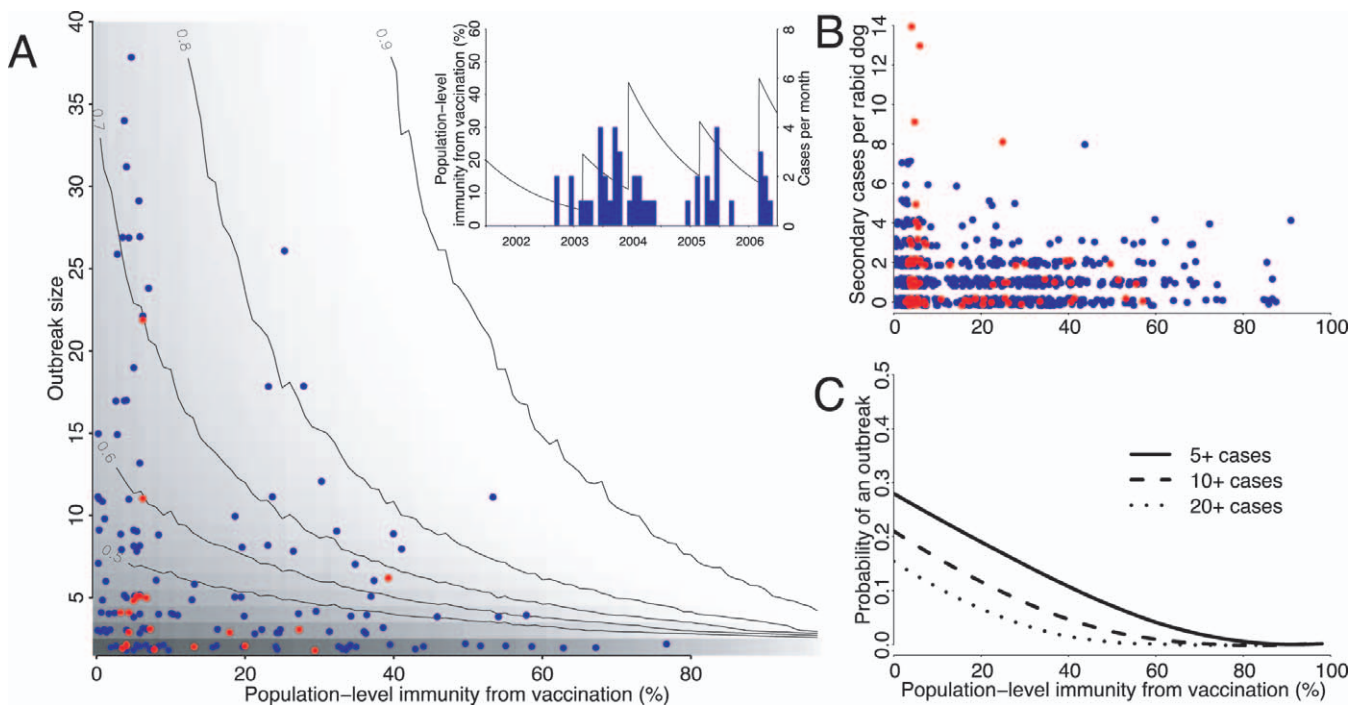 A
40
35
30
25
20
15
10
5
0.7
0.8
0.9
0.6
0.5
Outbreak size
0 20 40 60 80
Population-level immunity from vaccination (%)
60
50
40
30
20
10
0
Population-level
immunity from vaccination (%)
8
6
4
2
0
Cases per month
2002 2003 2004 2005 2006
B
14
12
10
8
6
4
2
0
Secondary cases per rabid dog
0 20 40 60 80 100
C
0.5
0.4
0.3
0.2
0.1
0.0
Probability of an outbreak
5+ cases
10+ cases
20+ cases
0 20 40 60 80 100
Population-level immunity from vaccination (%)